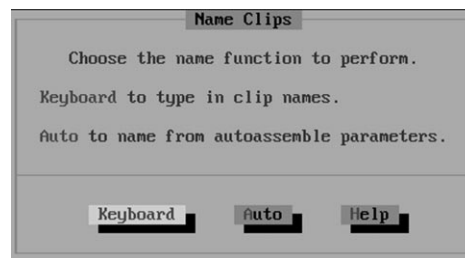 Name Clips
Choose the name function to perform.
Keyboard to type in clip names.
Auto to name from autoassemble parameters.
Keyboard Auto Help